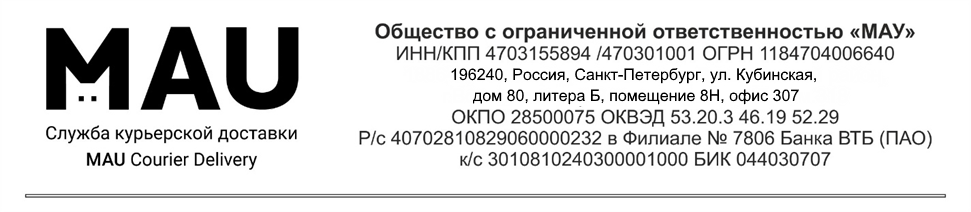 MAU
Служба курьерской доставки
MAU Courier Delivery
Общество с ограниченной ответственностью «МАУ»
ИНН/КПП 4703155894 /470301001 ОГРН 1184704006640
196240, Россия, Санкт-Петербург, ул. Кубинская,
дом 80, литера Б, помещение 8Н, офис 307
ОКПО 28500075 ОКВЭД 53.20.3 46.19 52.29
Р/с 40702810829060000232 в Филиале № 7806 Банка ВТБ (ПАО)
к/с 3010810240300001000 БИК 044030707